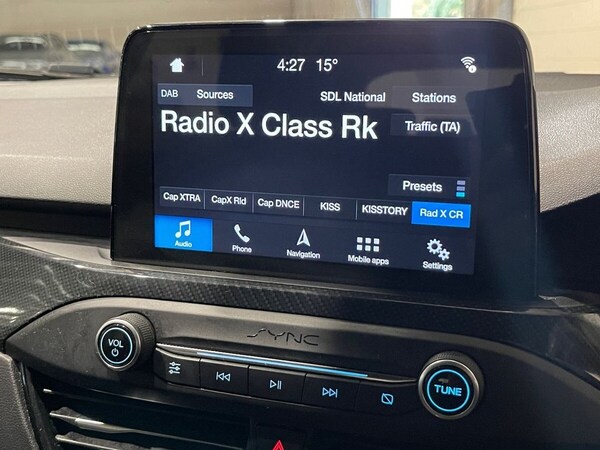 4:27 15°
DAB Sources SDL National Stations
Radio X Class Rk
Traffic (TA)
Presets
Cap XTRA CapX Rld Cap DNCE KISS KISSTORY Rad X CR
Audio Phone Navigation Mobile apps Settings
SYNC
VOL
TUNE